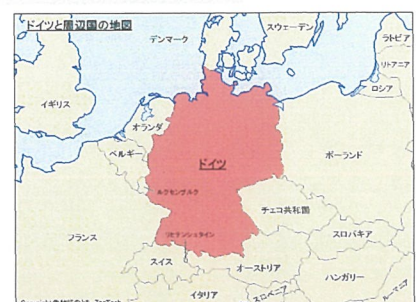 ドイツと周辺国の地図
デンマーク
スウェーデン
ラトビア
リトアニア
ロシア
イギリス
オランダ
ベルギー
ドイツ
ポーランド
ルクセンブルク
チェコ共和国
フランス
リヒテンシュタイン
スロバキア
スイス
オーストリア
ハンガリー
イタリア
スロベニア
ルーマニア